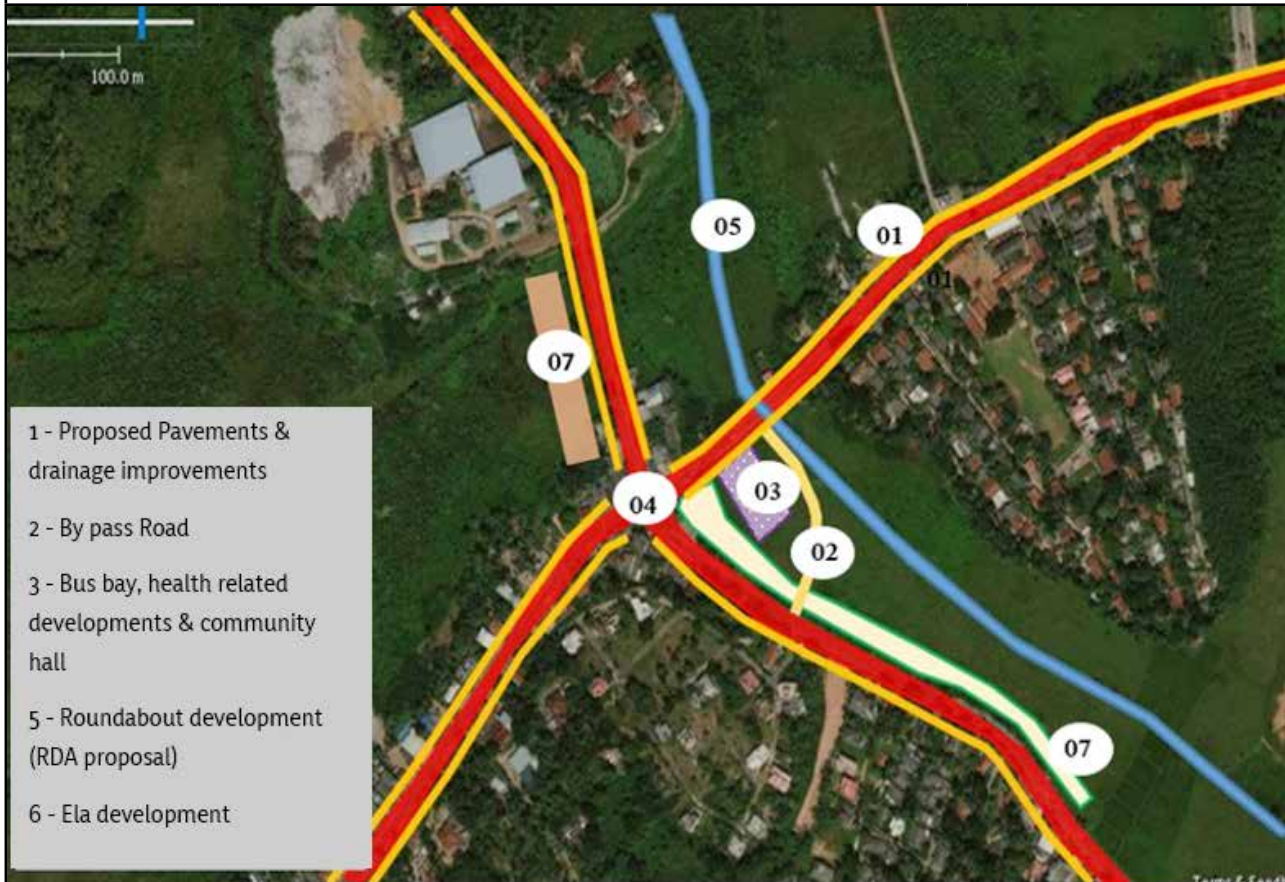 100.0 m
05
01
01
07
03
04
02
07
1 - Proposed Pavements &
drainage improvements
2 - By pass Road
3 - Bus bay, health related
developments & community
hall
5 - Roundabout development
(RDA proposal)
6 - Ela development